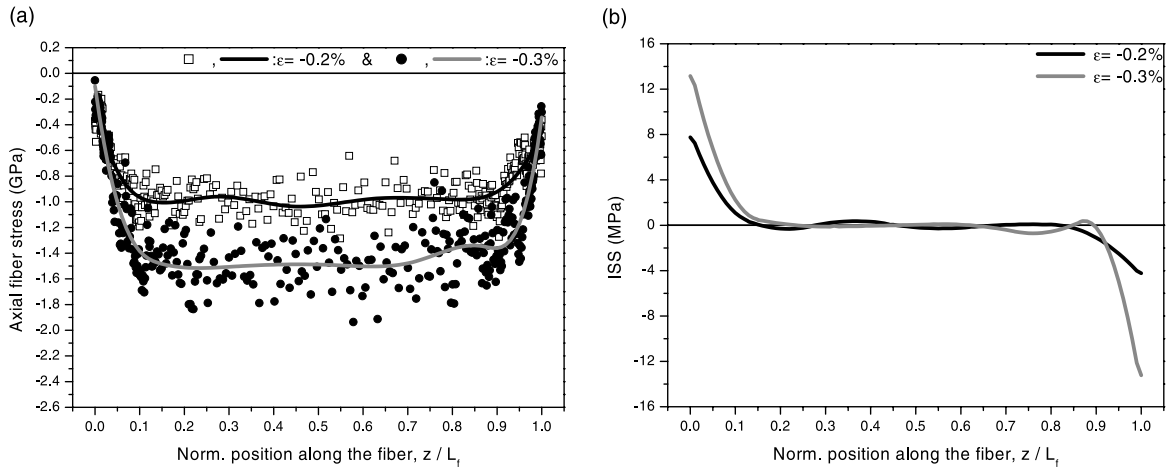 (a)
0.2
0.0
-0.2
-0.4
-0.6
-0.8
-1.0
-1.2
-1.4
-1.6
-1.8
-2.0
-2.2
-2.4
-2.6
Axial fiber stress (GPa)
, :ε= -0.2% & , :ε= -0.3%
0.0 0.1 0.2 0.3 0.4 0.5 0.6 0.7 0.8 0.9 1.0
Norm. position along the fiber, z / Lf
(b)
16
12
8
4
0
-4
-8
-12
-16
ISS (MPa)
ε= -0.2%
ε= -0.3%
0.0 0.1 0.2 0.3 0.4 0.5 0.6 0.7 0.8 0.9 1.0
Norm. position along the fiber, z / Lf